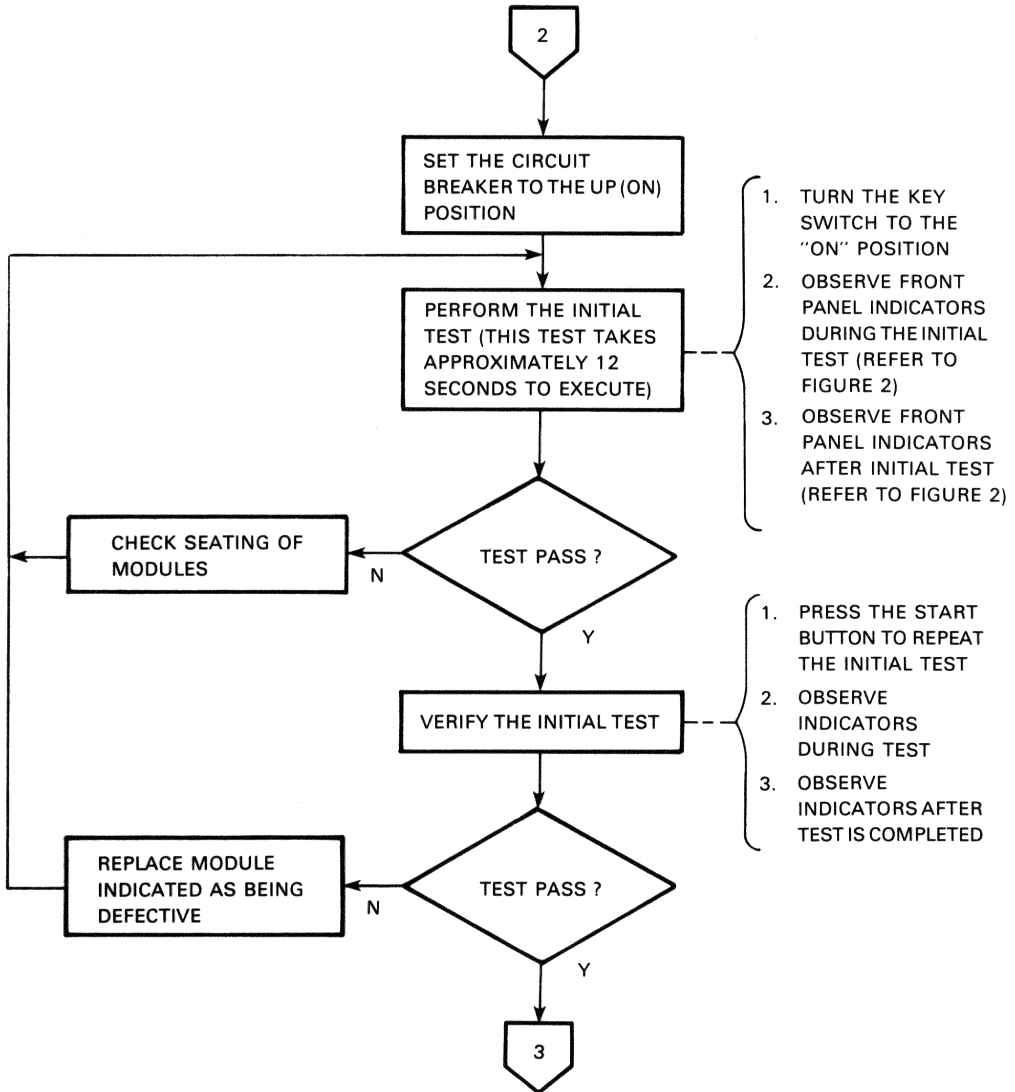 2
SET THE CIRCUIT
BREAKER TO THE UP (ON)
POSITION
1. TURN THE KEY
SWITCH TO THE
"ON" POSITION
2. OBSERVE FRONT
PANEL INDICATORS
DURING THE INITIAL
TEST (REFER TO
FIGURE 2)
3. OBSERVE FRONT
PANEL INDICATORS
AFTER INITIAL TEST
(REFER TO FIGURE 2)
PERFORM THE INITIAL
TEST (THIS TEST TAKES
APPROXIMATELY 12
SECONDS TO EXECUTE)
TEST PASS ?
N
CHECK SEATING OF
MODULES
Y
VERIFY THE INITIAL TEST
1. PRESS THE START
BUTTON TO REPEAT
THE INITIAL TEST
2. OBSERVE
INDICATORS
DURING TEST
3. OBSERVE
INDICATORS AFTER
TEST IS COMPLETED
TEST PASS ?
N
REPLACE MODULE
INDICATED AS BEING
DEFECTIVE
Y
3